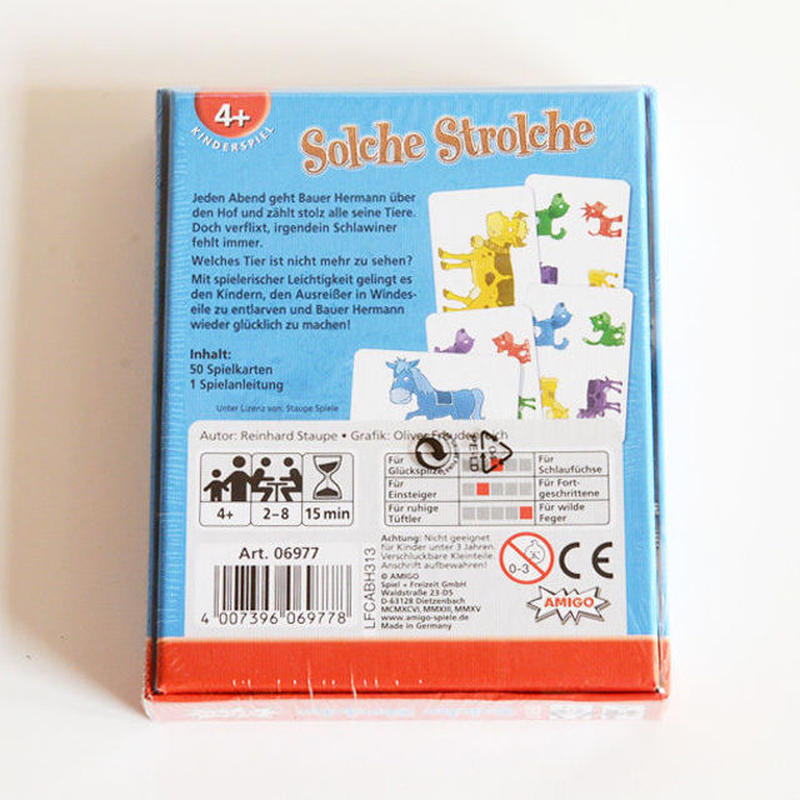 4+
KINDERSPIEL
Solche Strolche
Jeden Abend geht Bauer Hermann über
den Hof und zählt stolz alle seine Tiere.
Doch verflixt, irgendein Schlawiner
fehlt immer.
Welches Tier ist nicht mehr zu sehen?
Mit spielerischer Leichtigkeit gelingt es
den Kindern, den Ausreißer in Windes-
eile zu entlarven und Bauer Hermann
wieder glücklich zu machen!
Inhalt:
50 Spielkarten
1 Spielanleitung
Unter Lizenz von: Staupe Spiele
Autor: Reinhard Staupe • Grafik: Oliver Freudenreich
4+
2–8
15 min
Für
Glückspilze
Für
Schlaufüchse
Für
Einsteiger
Für Fort-
geschrittene
Für ruhige
Tüftler
Für wilde
Feger
Art. 06977
4 007396 069778
LFCABH313
Achtung: Nicht geeignet
für Kinder unter 3 Jahren.
Verschluckbare Kleinteile.
Anschrift aufbewahren!
© AMIGO
Spiel + Freizeit GmbH
Waldstraße 23-D5
D-63128 Dietzenbach
MCMXCVI, MMXIII, MMXV
www.amigo-spiele.de
Made in Germany
0-3
CE
AMIGO